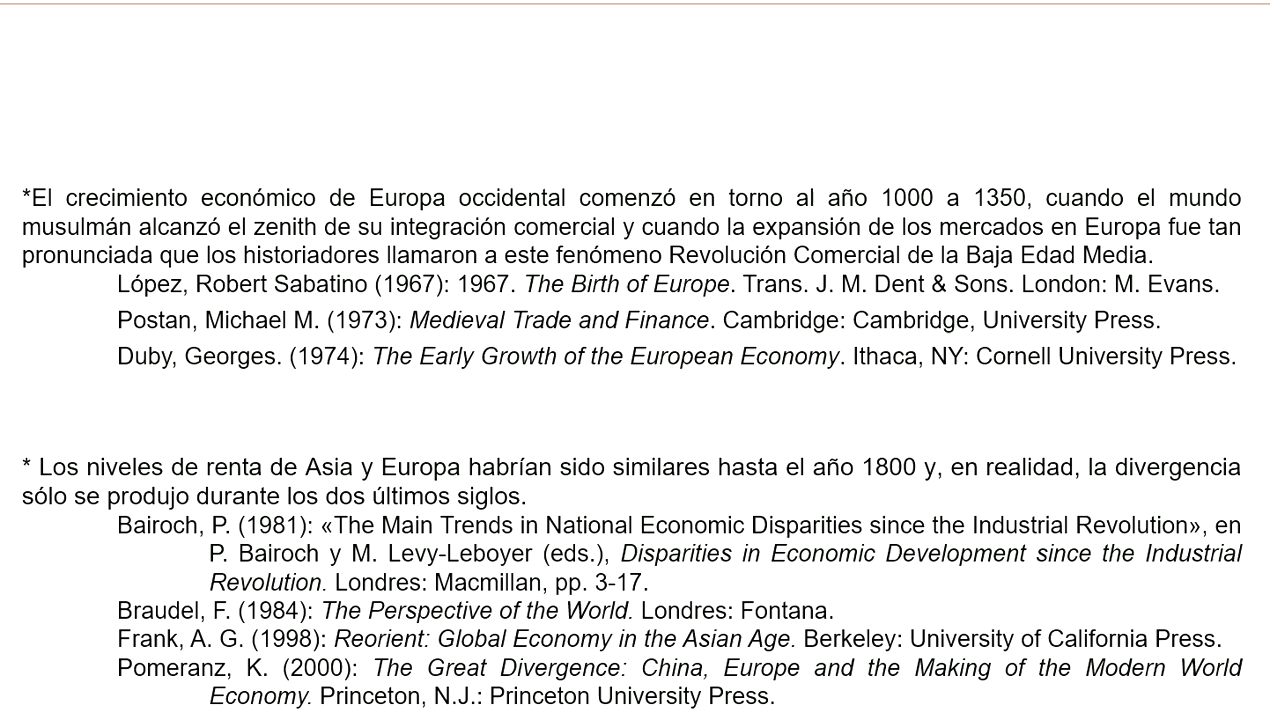 *El crecimiento económico de Europa occidental comenzó en torno al año 1000 a 1350, cuando el mundo
musulmán alcanzó el zenith de su integración comercial y cuando la expansión de los mercados en Europa fue tan
pronunciada que los historiadores llamaron a este fenómeno Revolución Comercial de la Baja Edad Media.
López, Robert Sabatino (1967): 1967. The Birth of Europe. Trans. J. M. Dent & Sons. London: M. Evans.
Postan, Michael M. (1973): Medieval Trade and Finance. Cambridge: Cambridge, University Press.
Duby, Georges. (1974): The Early Growth of the European Economy. Ithaca, NY: Cornell University Press.
* Los niveles de renta de Asia y Europa habrían sido similares hasta el año 1800 y, en realidad, la divergencia
sólo se produjo durante los dos últimos siglos.
Bairoch, P. (1981): «The Main Trends in National Economic Disparities since the Industrial Revolution», en
P. Bairoch y M. Levy-Leboyer (eds.), Disparities in Economic Development since the Industrial
Revolution. Londres: Macmillan, pp. 3-17.
Braudel, F. (1984): The Perspective of the World. Londres: Fontana.
Frank, A. G. (1998): Reorient: Global Economy in the Asian Age. Berkeley: University of California Press.
Pomeranz, K. (2000): The Great Divergence: China, Europe and the Making of the Modern World
Economy. Princeton, N.J.: Princeton University Press.